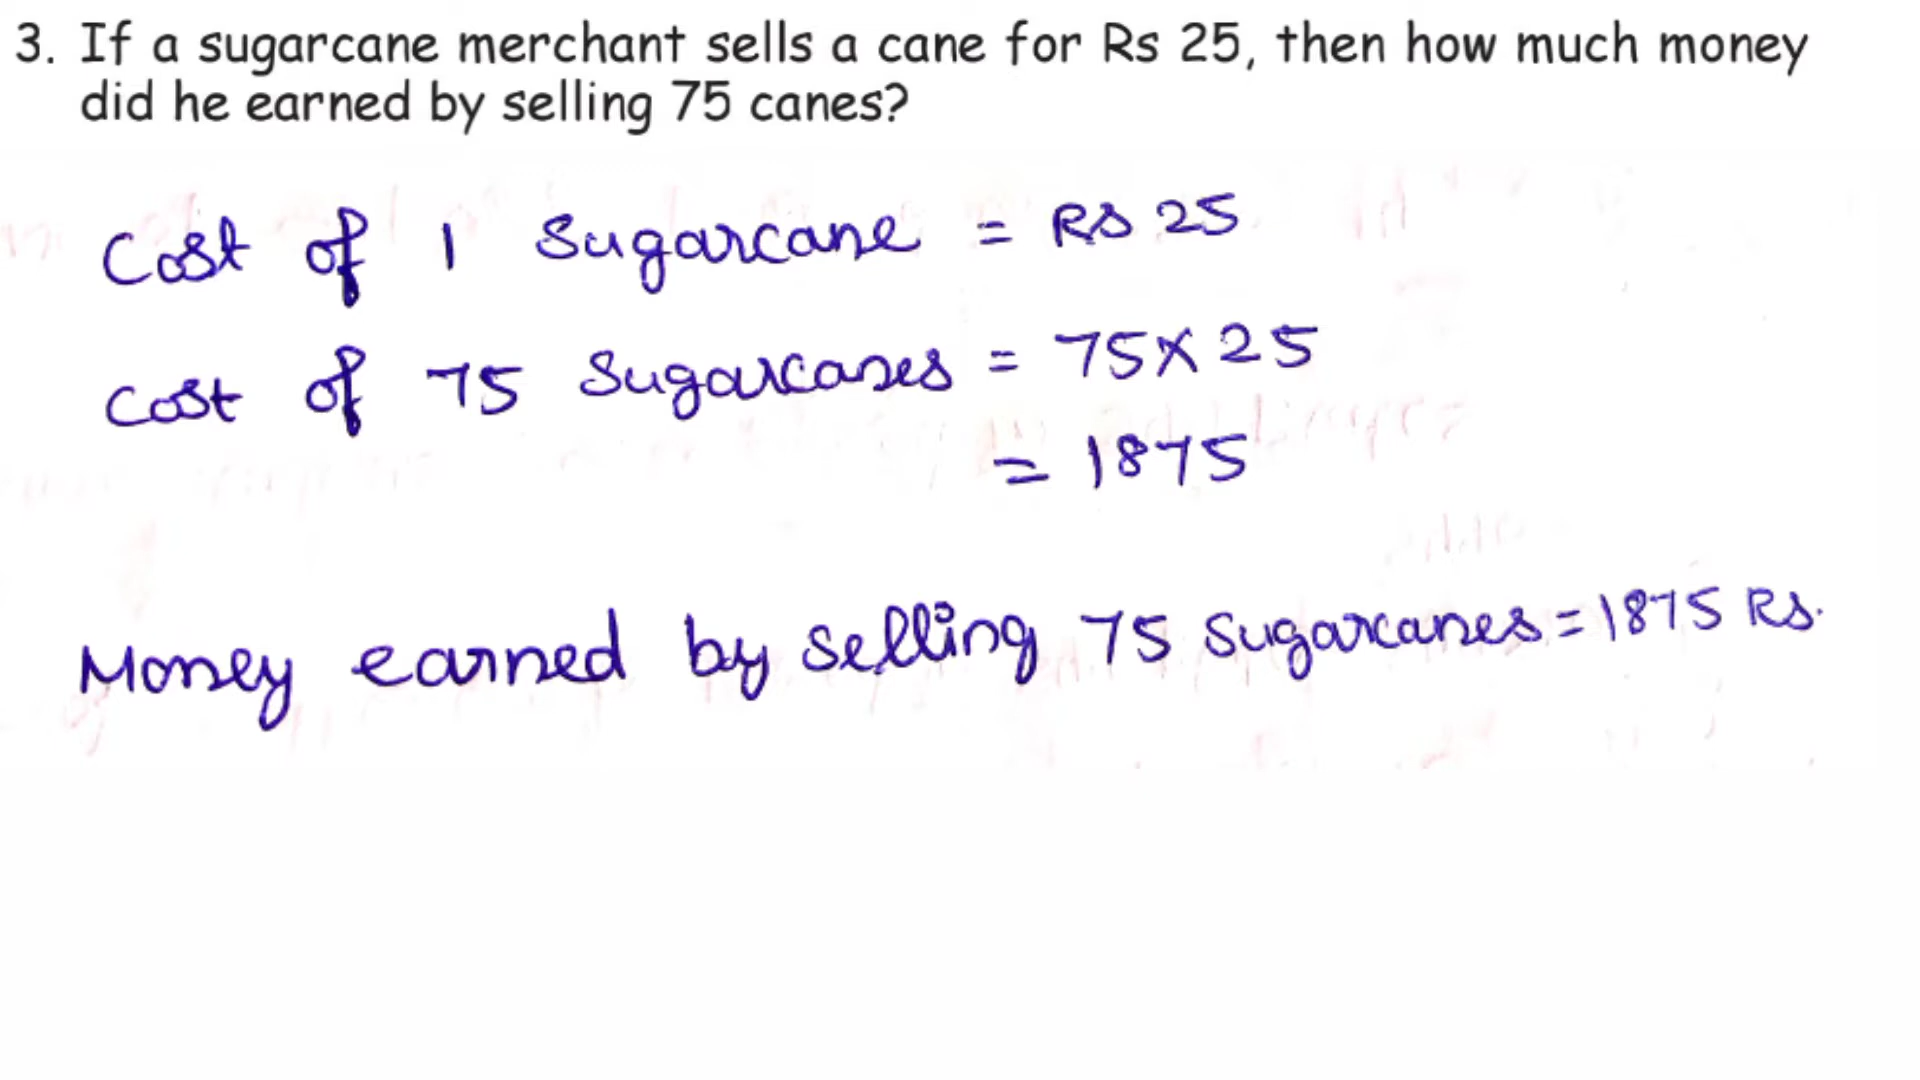 3. If a sugarcane merchant sells a cane for Rs 25, then how much money
did he earned by selling 75 canes?
Cost of 1 Sugarcane = RS 25
Cost of 75 Sugarcanes = 75 X 25
= 1875
Money earned by selling 75 Sugarcanes = 1875 Rs.